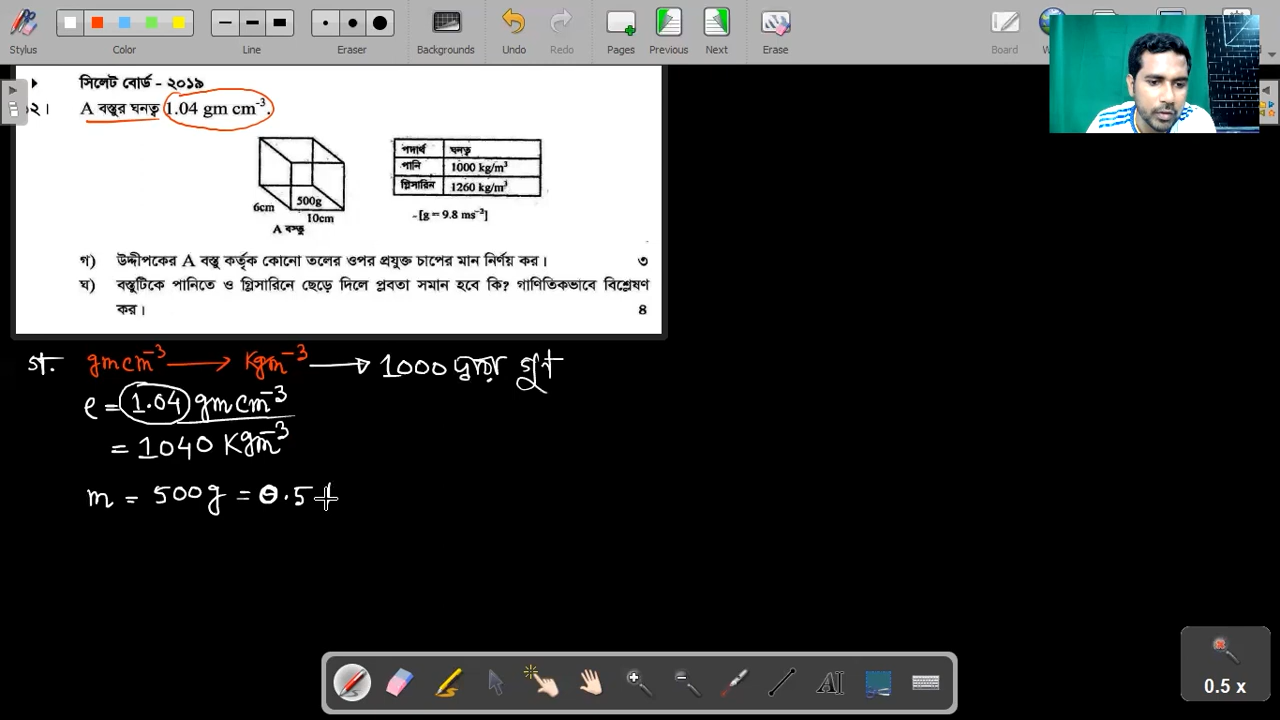 Stylus
Color
Line
Eraser
Backgrounds
Undo
Redo
Pages
Previous
Next
Erase
Board
সিলেট বোর্ড - ২০১৯
১২। A বস্তুর ঘনত্ব 1.04 gm cm⁻³.
6cm
500g
10cm
A বস্তু
পদার্থ ঘনত্ব
পানি 1000 kg/m³
গ্লিসারিন 1260 kg/m³
-[g = 9.8 ms⁻²]
গ) উদ্দীপকের A বস্তু কর্তৃক কোনো তলের ওপর প্রযুক্ত চাপের মান নির্ণয় কর। ৩
ঘ) বস্তুটিকে পানিতে ও গ্লিসারিনে ছেড়ে দিলে প্লবতা সমান হবে কি? গাণিতিকভাবে বিশ্লেষণ
কর। 4
গ. gmcm⁻³ → Kgm⁻³ → 1000 দ্বারা গুণ
ρ = 1.04 gmcm⁻³
= 1040 Kgm⁻³
m = 500g = 0.5
0.5 x